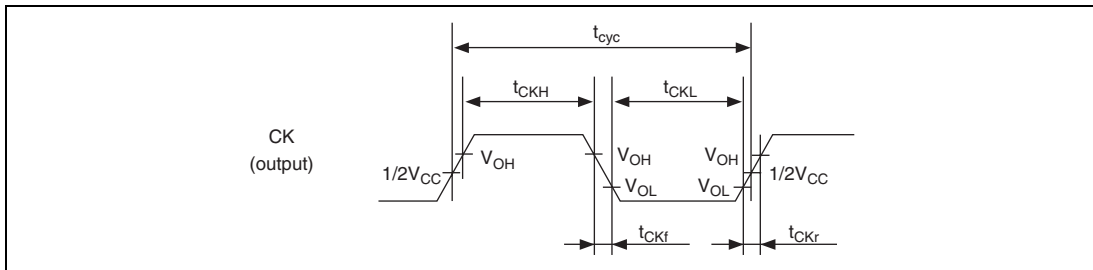 tcyc
tCKH
tCKL
CK
(output)
1/2VCC
VOH
VOH
VOL
VOH
VOL
1/2VCC
tCKf
tCKr